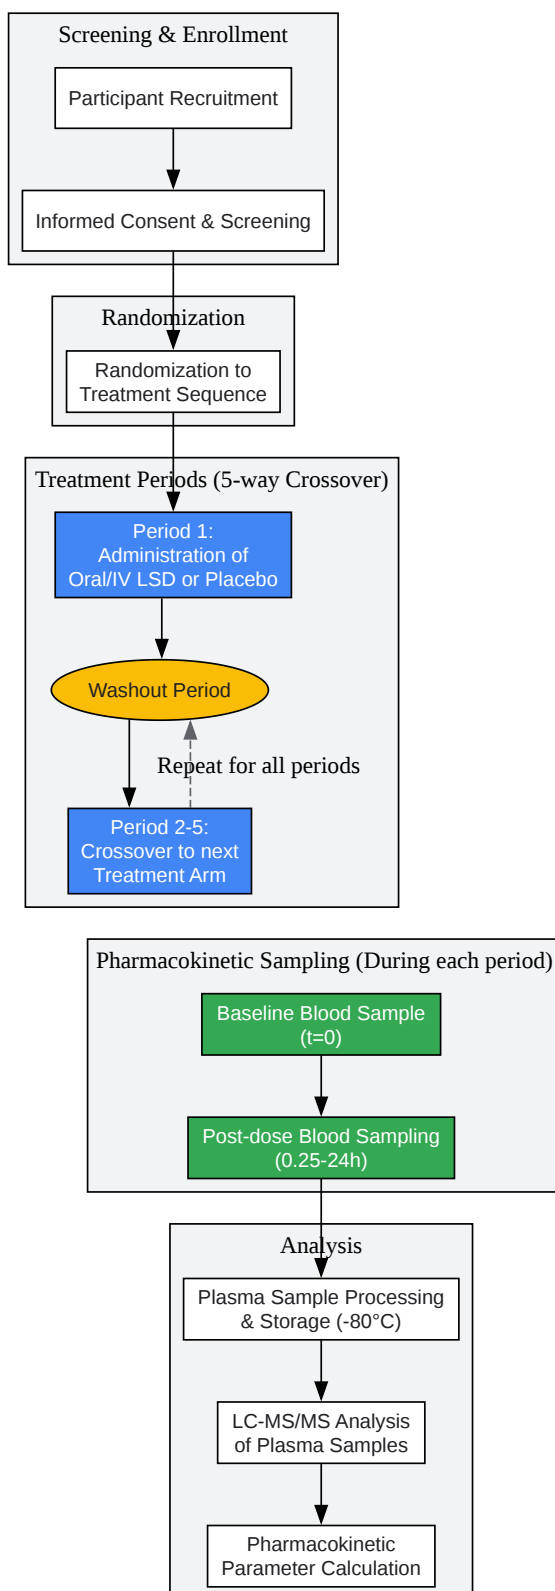 Screening & Enrollment
Participant Recruitment
Informed Consent & Screening
Randomization
Randomization to
Treatment Sequence
Treatment Periods (5-way Crossover)
Period 1:
Administration of
Oral/IV LSD or Placebo
Washout Period
Repeat for all periods
Period 2-5:
Crossover to next
Treatment Arm
Pharmacokinetic Sampling (During each period)
Baseline Blood Sample
(t=0)
Post-dose Blood Sampling
(0.25-24h)
Analysis
Plasma Sample Processing
& Storage (-80°C)
LC-MS/MS Analysis
of Plasma Samples
Pharmacokinetic
Parameter Calculation